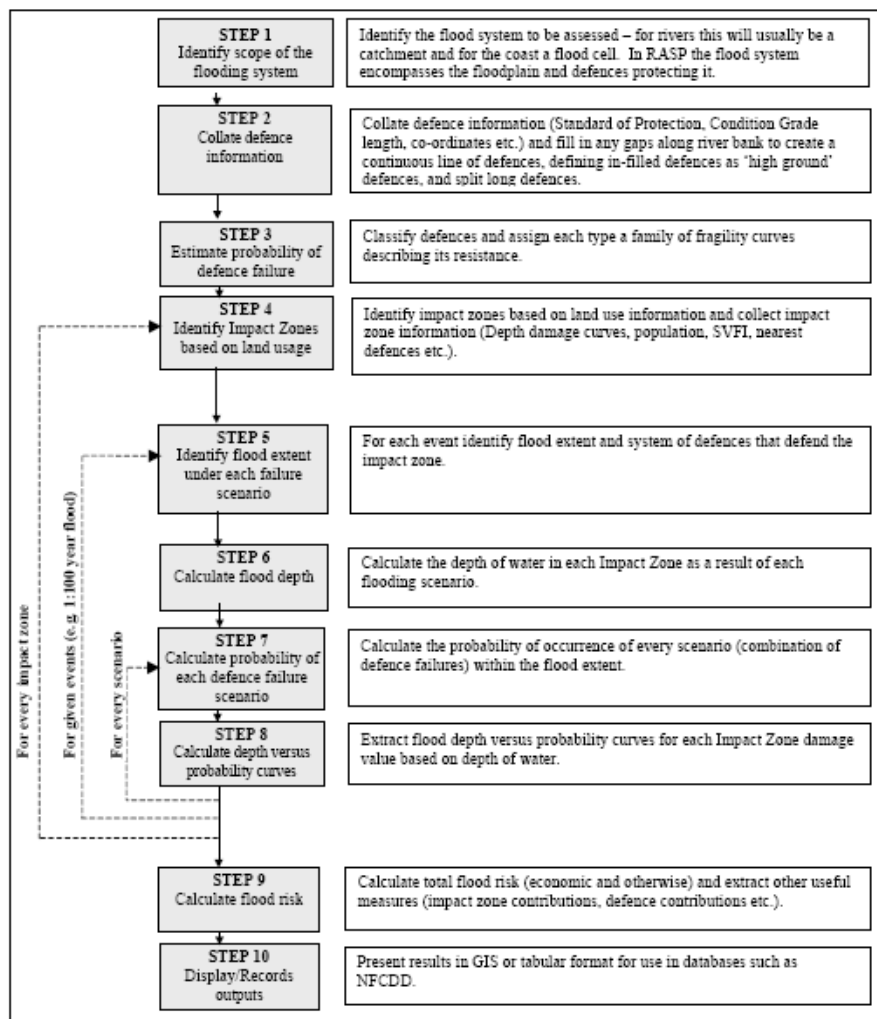 STEP 1
Identify scope of the
flooding system
Identify the flood system to be assessed – for rivers this will usually be a
catchment and for the coast a flood cell. In RASP the flood system
encompasses the floodplain and defences protecting it.
STEP 2
Collate defence
information
Collate defence information (Standard of Protection, Condition Grade
length, co-ordinates etc.) and fill in any gaps along river bank to create a
continuous line of defences, defining in-filled defences as 'high ground'
defences, and split long defences.
STEP 3
Estimate probability of
defence failure
Classify defences and assign each type a family of fragility curves
describing its resistance.
STEP 4
Identify Impact Zones
based on land usage
Identify impact zones based on land use information and collect impact
zone information (Depth damage curves, population, SVFI, nearest
defences etc.).
STEP 5
Identify flood extent
under each failure
scenario
For each event identify flood extent and system of defences that defend the
impact zone.
STEP 6
Calculate flood depth
Calculate the depth of water in each Impact Zone as a result of each
flooding scenario.
STEP 7
Calculate probability of
each defence failure
scenario
Calculate the probability of occurrence of every scenario (combination of
defence failures) within the flood extent.
STEP 8
Calculate depth versus
probability curves
Extract flood depth versus probability curves for each Impact Zone damage
value based on depth of water.
For every impact zone
For given events (e.g. 1:100 year flood)
For every scenario
STEP 9
Calculate flood risk
Calculate total flood risk (economic and otherwise) and extract other useful
measures (impact zone contributions, defence contributions etc.).
STEP 10
Display/Records
outputs
Present results in GIS or tabular format for use in databases such as
NFCDD.